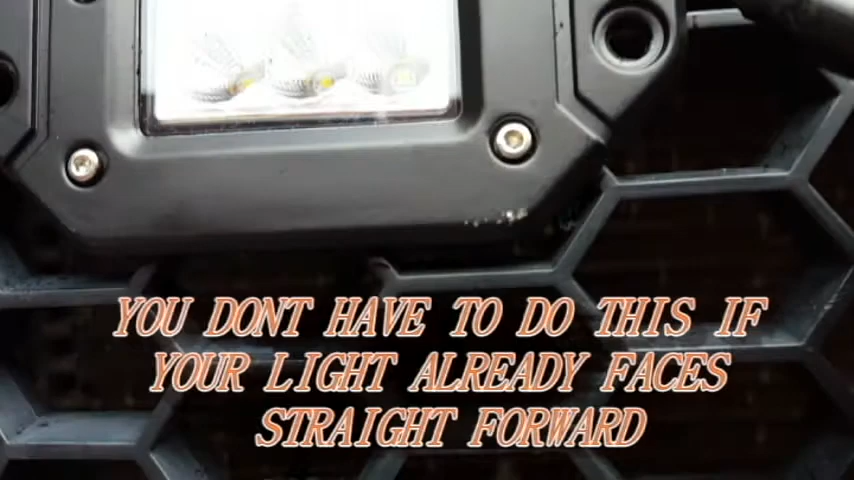 YOU DONT HAVE TO DO THIS IF
YOUR LIGHT ALREADY FACES
STRAIGHT FORWARD